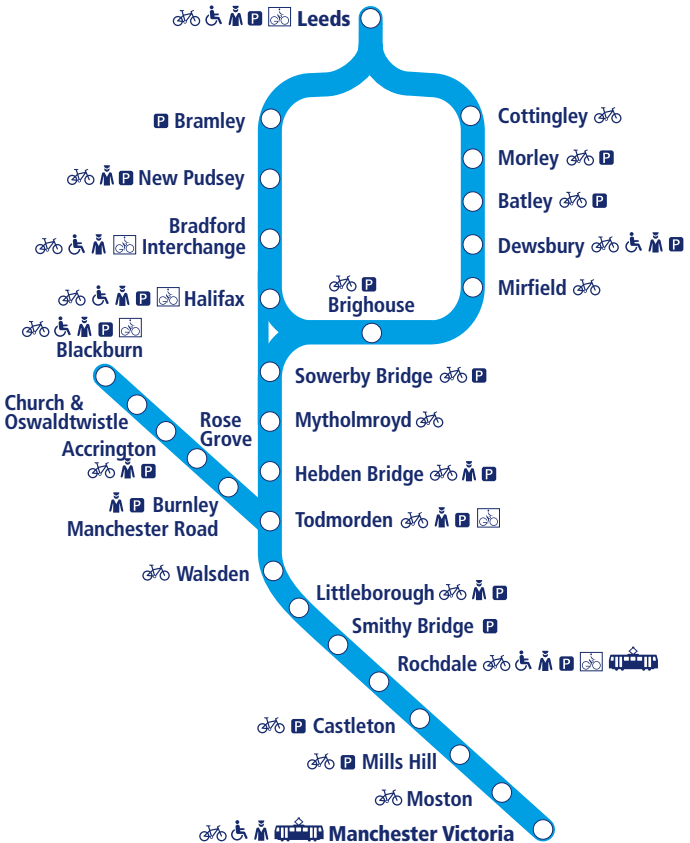 Leeds
P Bramley
Cottingley
P New Pudsey
Morley P
Bradford
Interchange
Batley P
Dewsbury P
P Halifax
P
Brighouse
Mirfield
P
Blackburn
Sowerby Bridge P
Church &
Oswaldtwistle
Rose
Grove
Mytholmroyd
Accrington
P
Hebden Bridge P
P Burnley
Manchester Road
Todmorden P
Walsden
Littleborough P
Smithy Bridge P
Rochdale P
P Castleton
P Mills Hill
Moston
Manchester Victoria